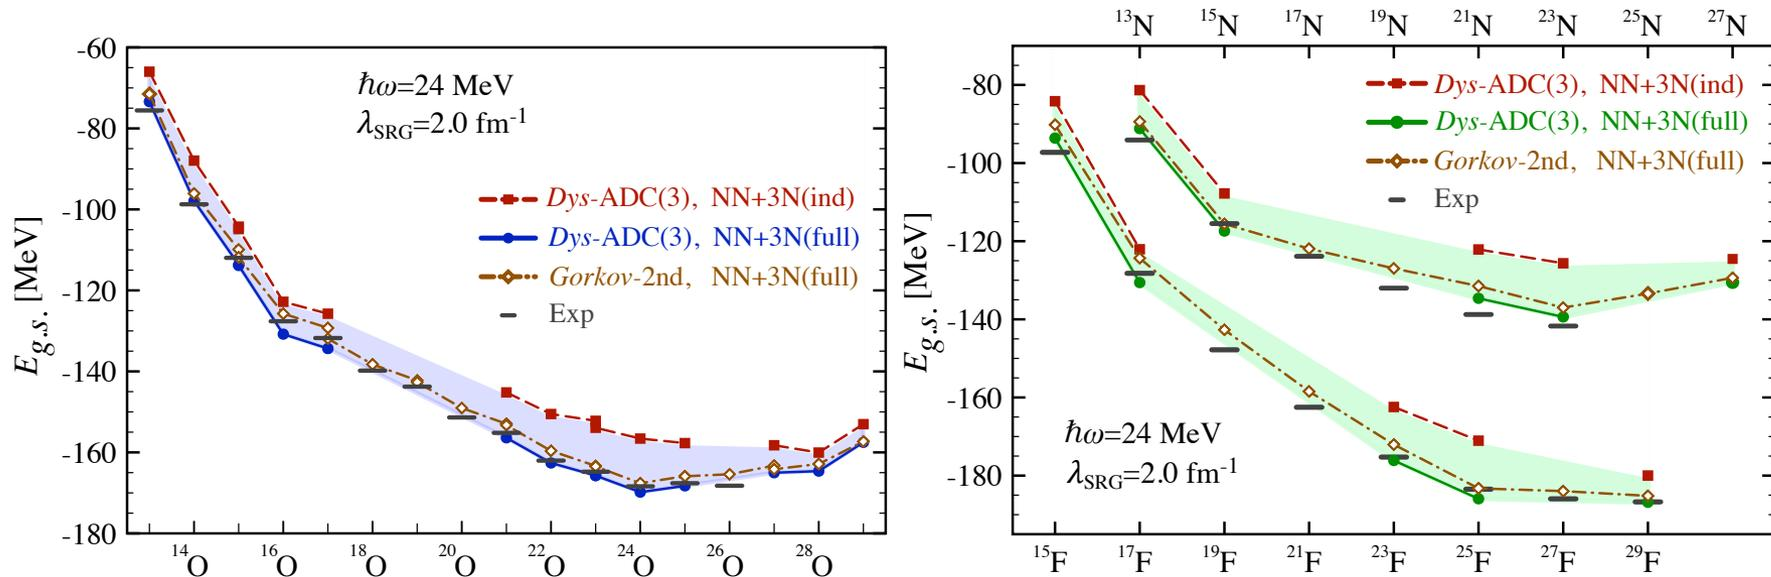 -60
-80
-100
-120
-140
-160
-180
E_g.s. [MeV]
ħω=24 MeV
λ_SRG=2.0 fm⁻¹
Dys-ADC(3), NN+3N(ind)
Dys-ADC(3), NN+3N(full)
Gorkov-2nd, NN+3N(full)
Exp
¹⁴O ¹⁶O ¹⁸O ²⁰O ²²O ²⁴O ²⁶O ²⁸O
¹³N ¹⁵N ¹⁷N ¹⁹N ²¹N ²³N ²⁵N ²⁷N
-80
-100
-120
-140
-160
-180
E_g.s. [MeV]
Dys-ADC(3), NN+3N(ind)
Dys-ADC(3), NN+3N(full)
Gorkov-2nd, NN+3N(full)
Exp
ħω=24 MeV
λ_SRG=2.0 fm⁻¹
¹⁵F ¹⁷F ¹⁹F ²¹F ²³F ²⁵F ²⁷F ²⁹F